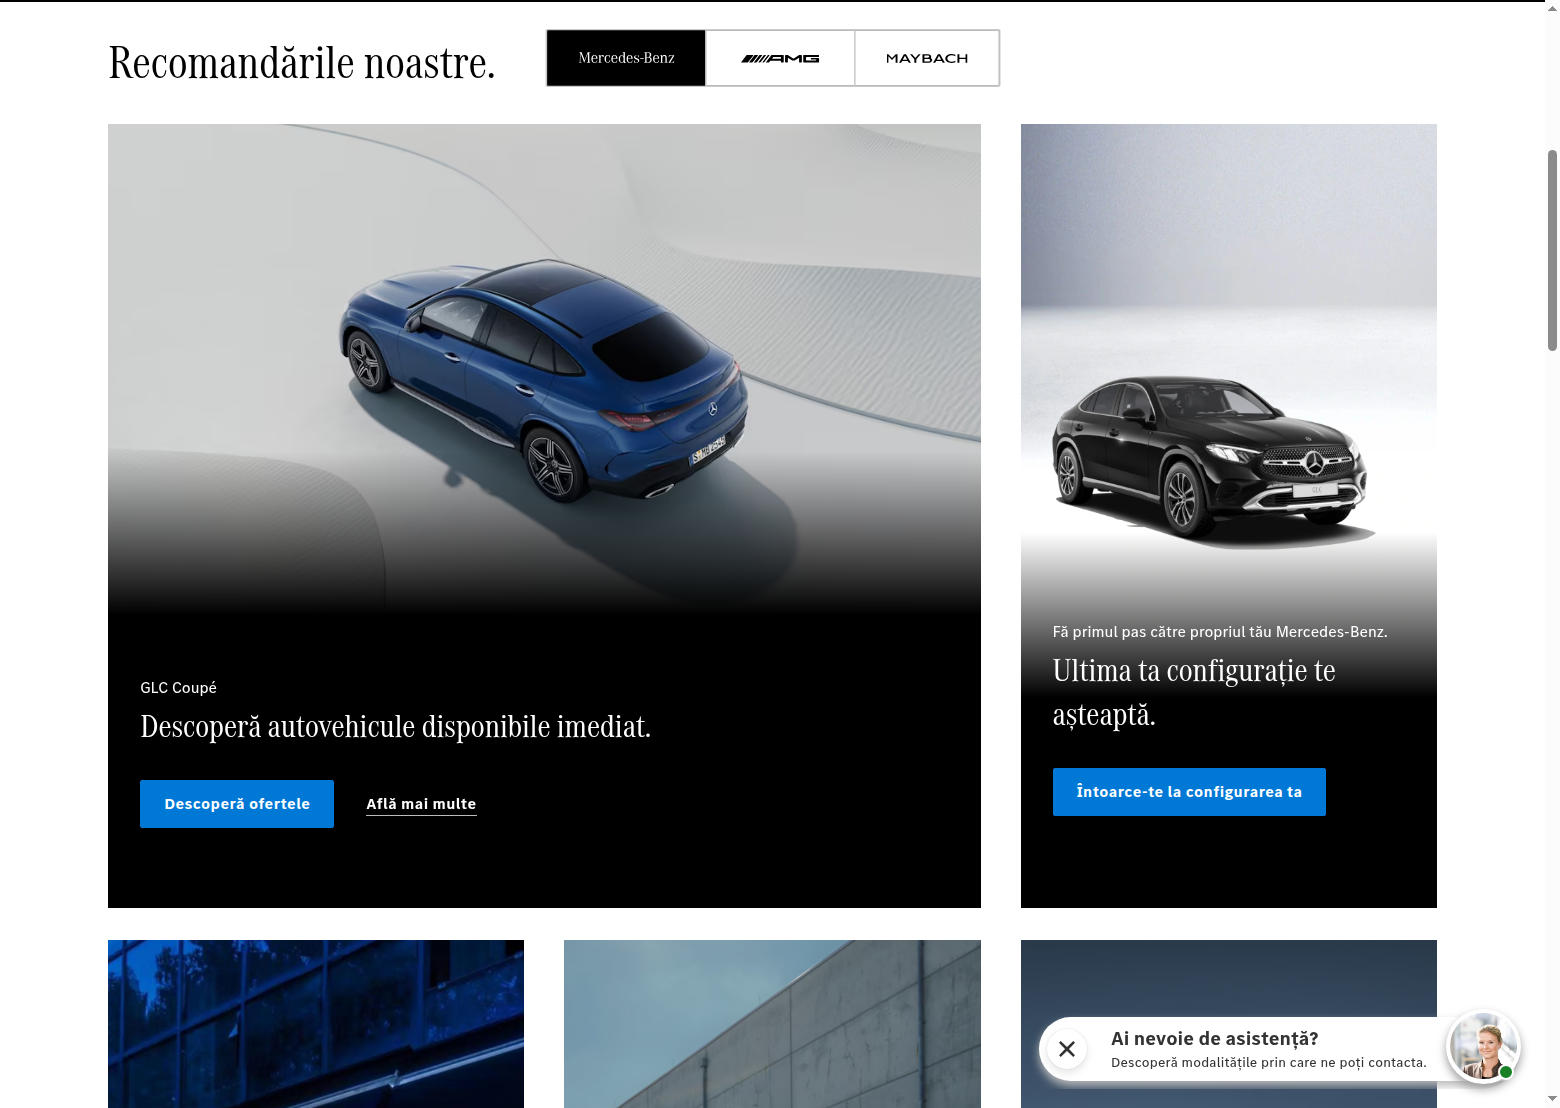 Recomandările noastre.
Mercedes-Benz
AMG
MAYBACH
GLC Coupé
Descoperă autovehicule disponibile imediat.
Descoperă ofertele
Află mai multe
Fă primul pas către propriul tău Mercedes-Benz.
Ultima ta configurație te
așteaptă.
Întoarce-te la configurarea ta
Ai nevoie de asistență?
Descoperă modalitățile prin care ne poți contacta.